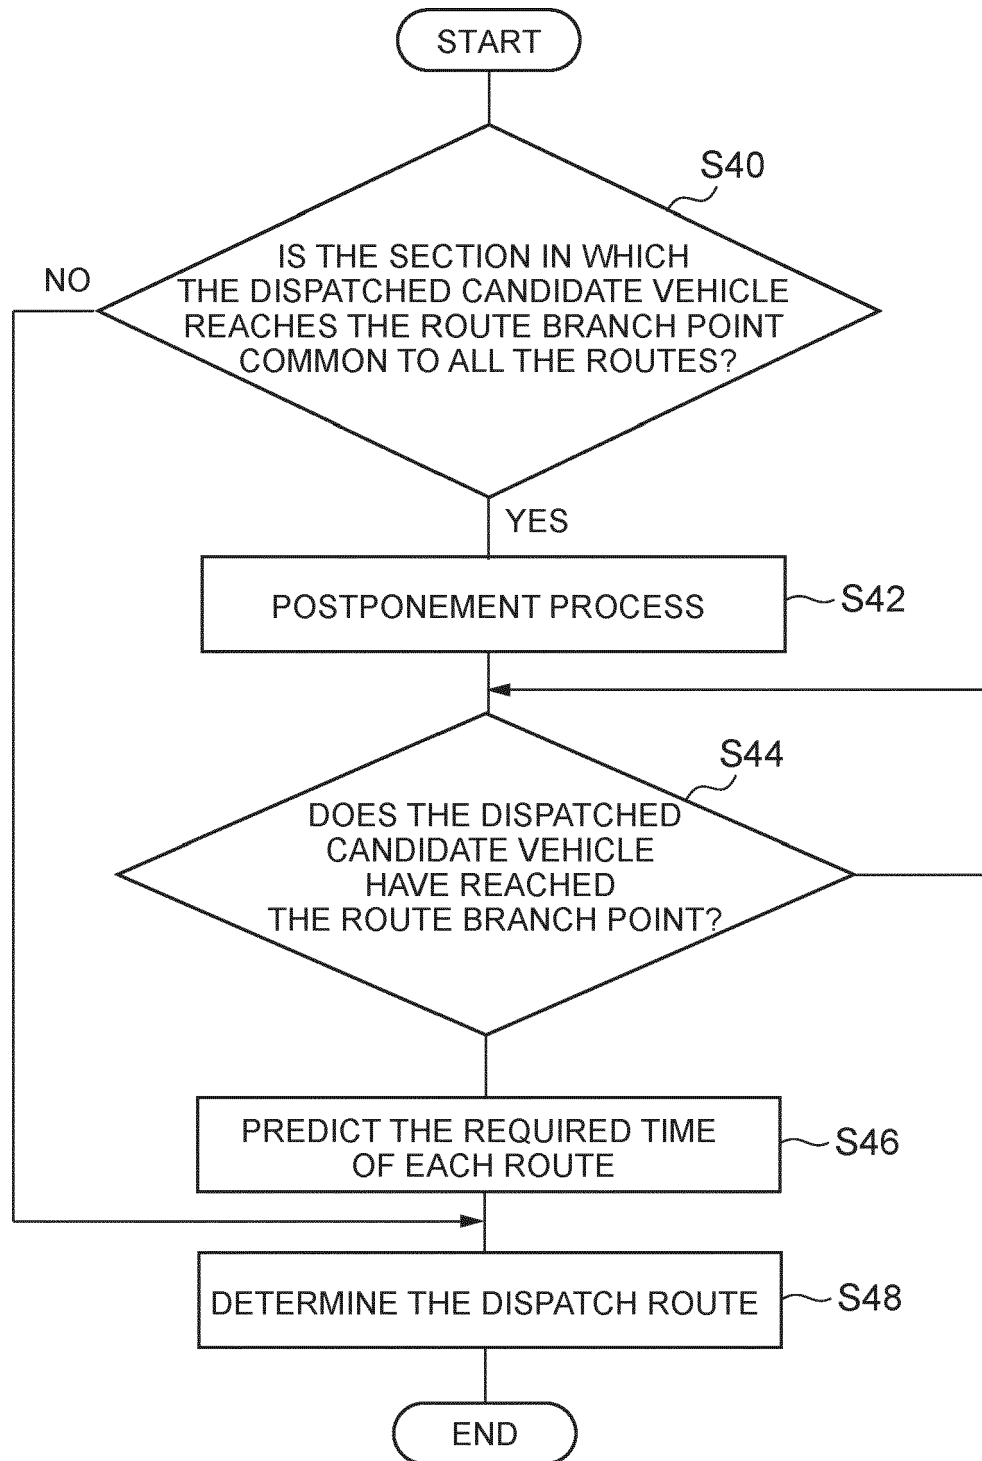 START
S40
IS THE SECTION IN WHICH
THE DISPATCHED CANDIDATE VEHICLE
REACHES THE ROUTE BRANCH POINT
COMMON TO ALL THE ROUTES?
NO
YES
POSTPONEMENT PROCESS
S42
S44
DOES THE DISPATCHED
CANDIDATE VEHICLE
HAVE REACHED
THE ROUTE BRANCH POINT?
PREDICT THE REQUIRED TIME
OF EACH ROUTE
S46
DETERMINE THE DISPATCH ROUTE
S48
END